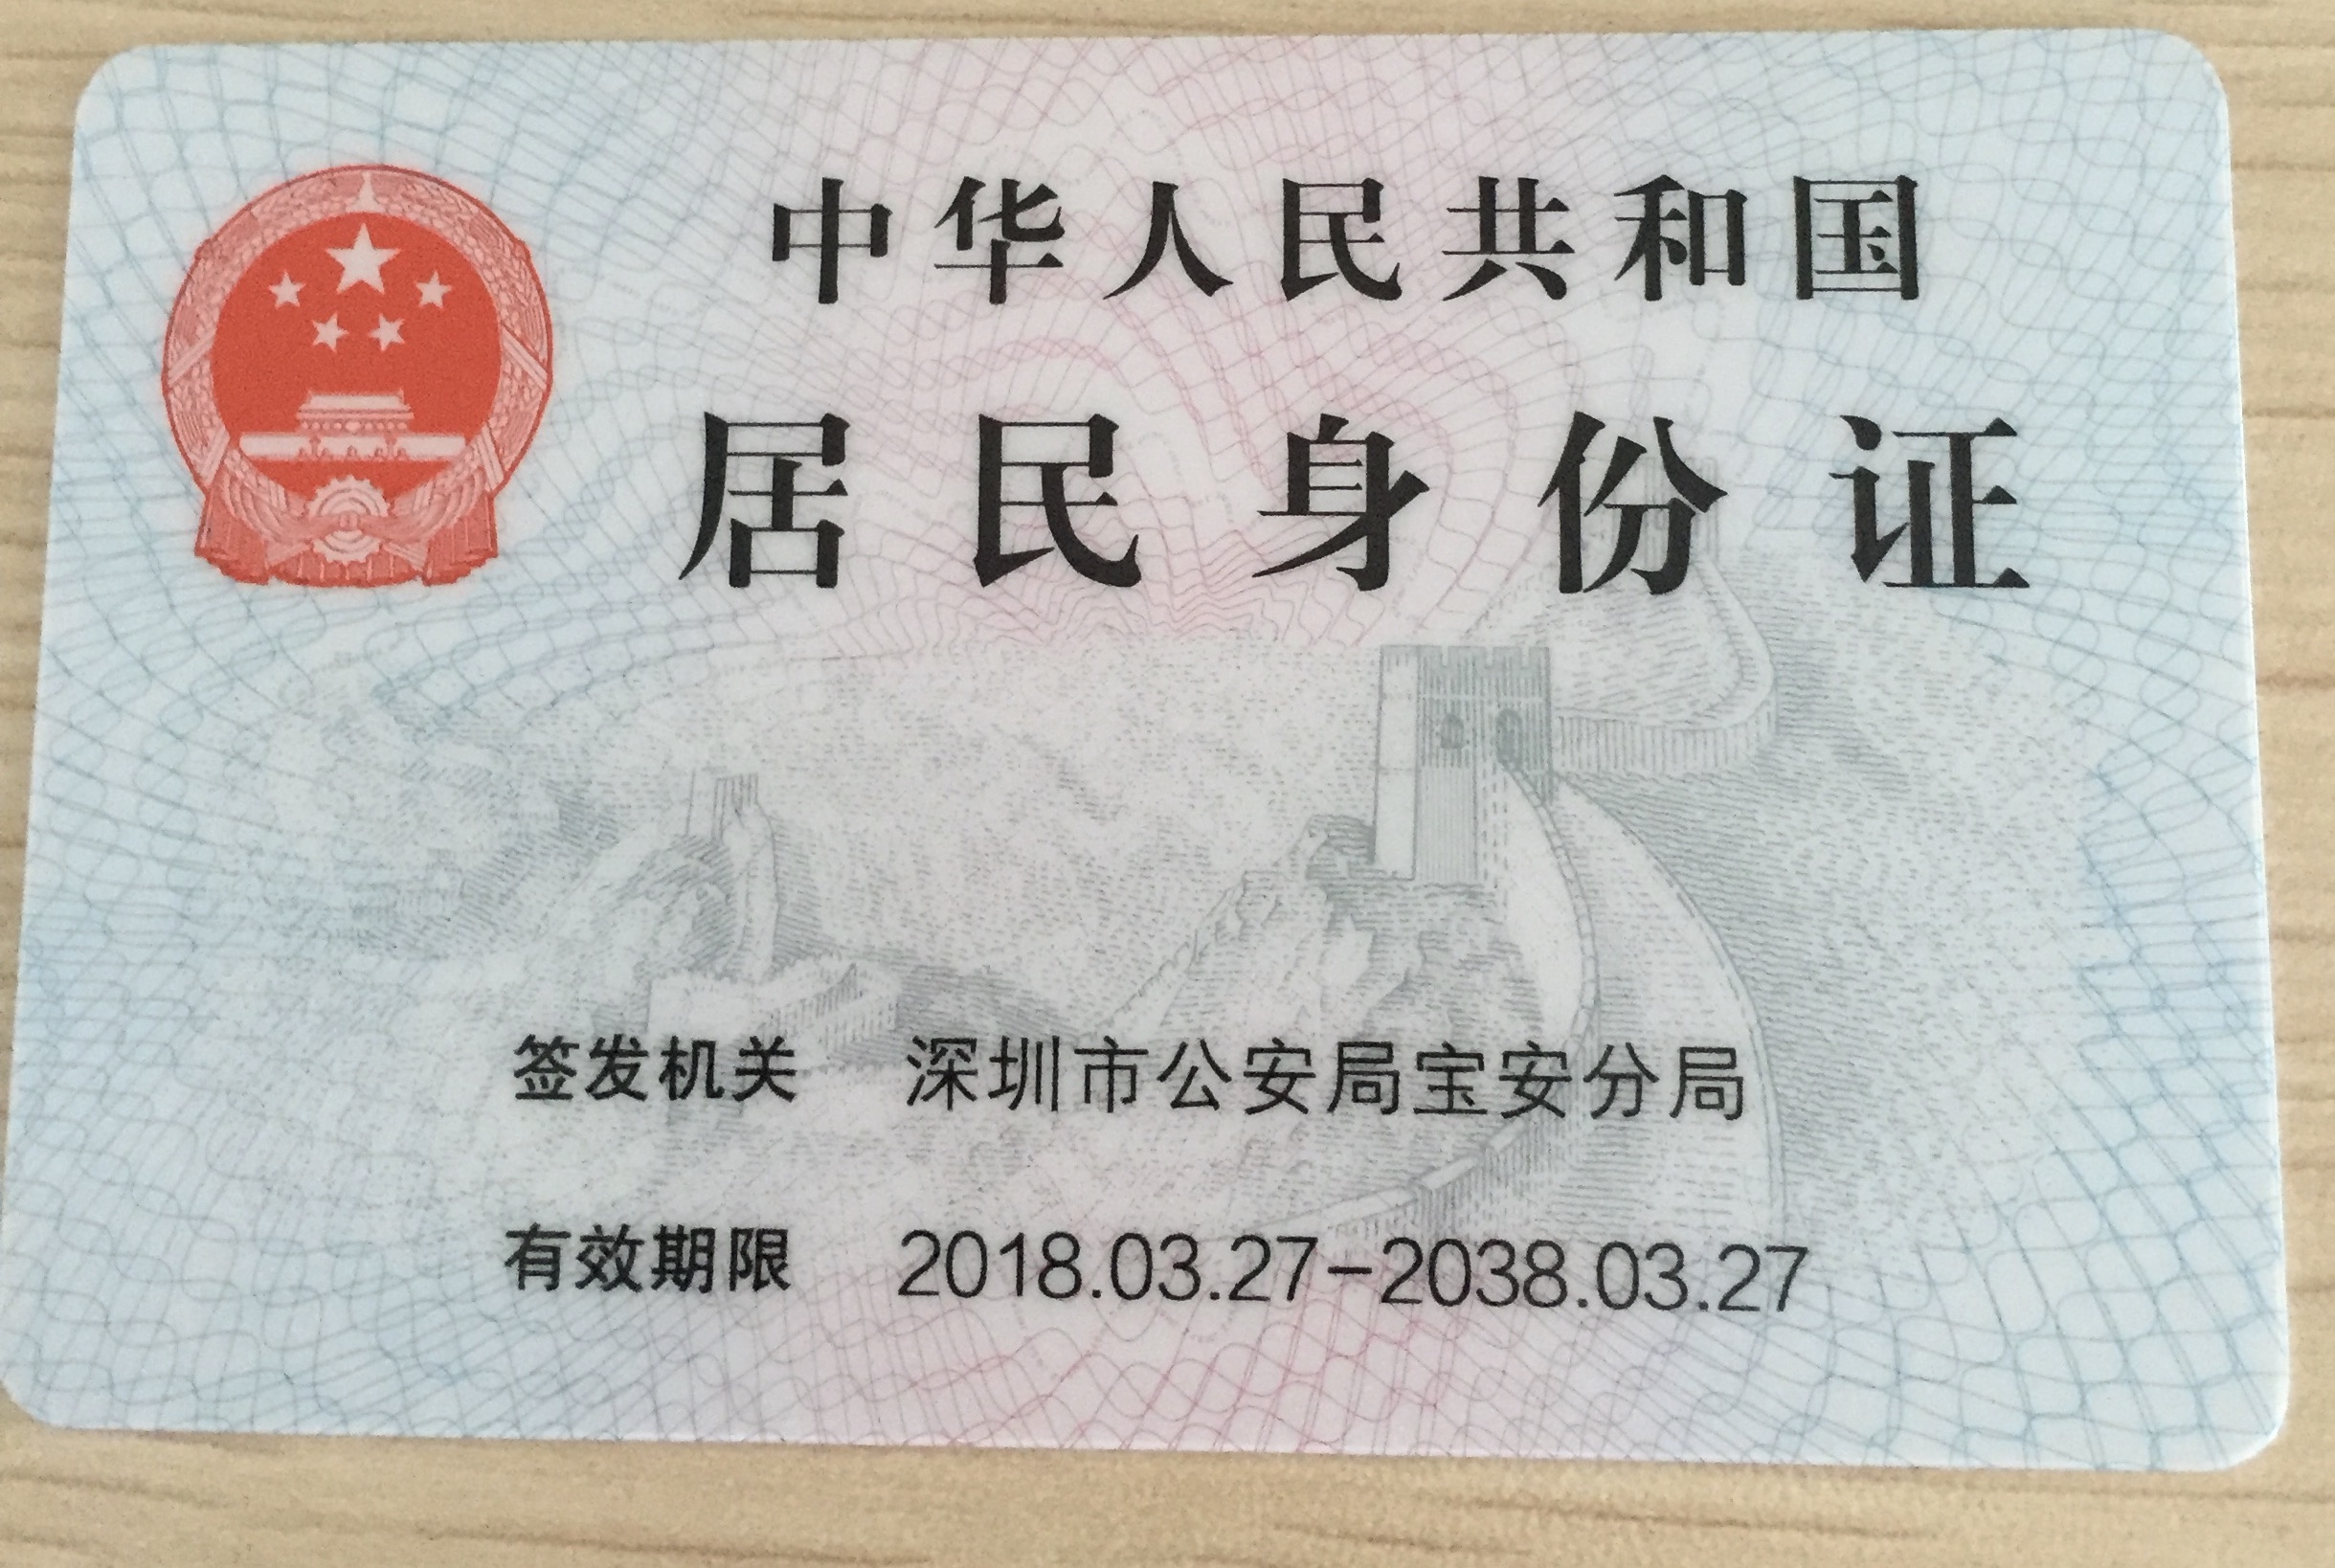 中华人民共和国
居民身份证
签发机关 深圳市公安局宝安分局
有效期限 2018.03.27-2038.03.27